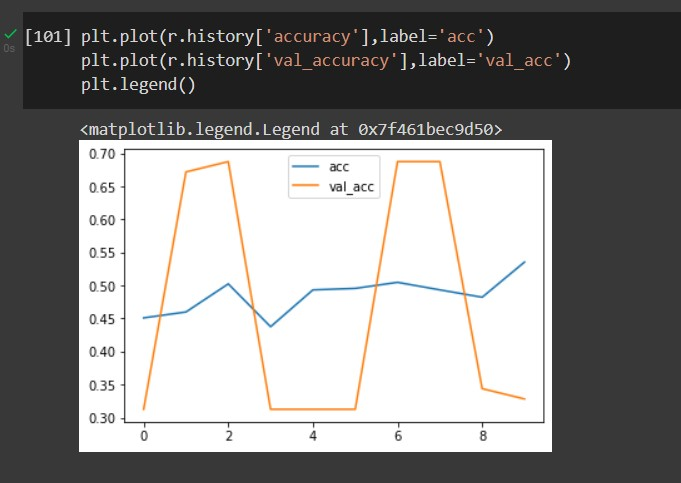 [101] plt.plot(r.history['accuracy'],label='acc')
0s
plt.plot(r.history['val_accuracy'],label='val_acc')
plt.legend()
<matplotlib.legend.Legend at 0x7f461bec9d50>
0.70
acc
0.65
val_acc
0.60
0.55
0.50
0.45
0.40
0.35
0.30
0 2 4 6 8